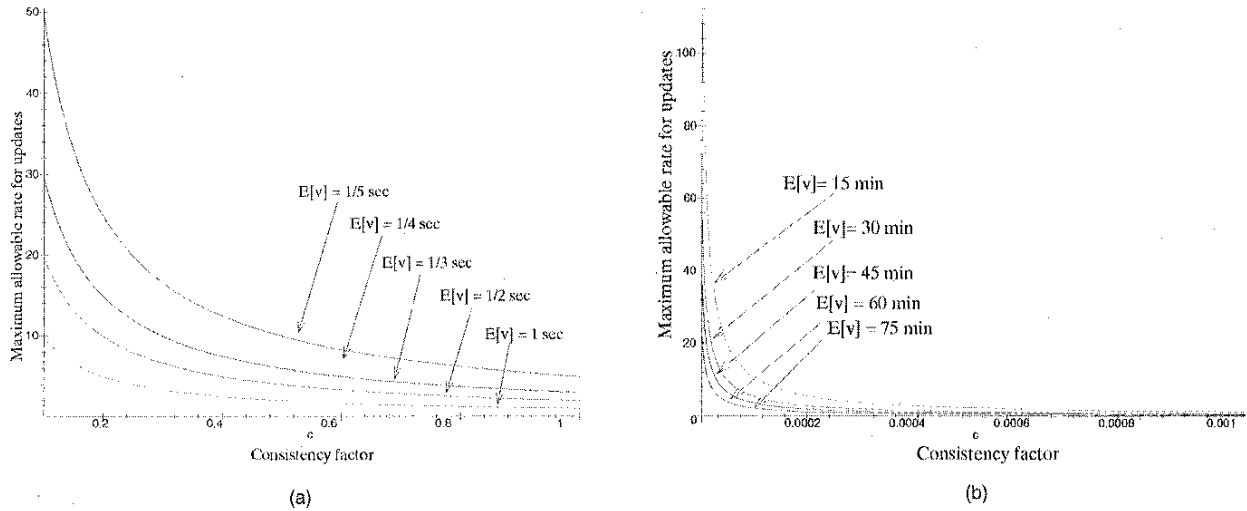 50
40
30
20
10
Maximum allowable rate for updates
E[v] = 1/5 sec
E[v] = 1/4 sec
E[v] = 1/3 sec
E[v] = 1/2 sec
E[v] = 1 sec
0.2
0.4
0.6
0.8
1
c
Consistency factor
(a)
100
80
60
40
20
0
Maximum allowable rate for updates
E[v]= 15 min
E[v]= 30 min
E[v]= 45 min
E[v] = 60 min
E[v] = 75 min
0.0002
0.0004
0.0006
0.0008
0.001
c
Consistency factor
(b)